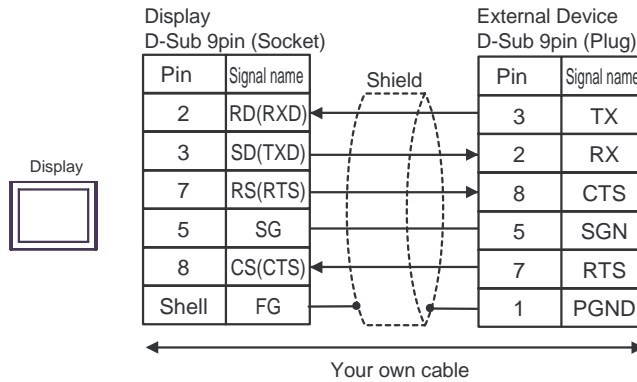 Display
D-Sub 9pin (Socket)
External Device
D-Sub 9pin (Plug)
Pin Signal name Shield Pin Signal name
2 RD(RXD) 3 TX
3 SD(TXD) 2 RX
Display
7 RS(RTS) 8 CTS
5 SG 5 SGN
8 CS(CTS) 7 RTS
Shell FG 1 PGND
Your own cable